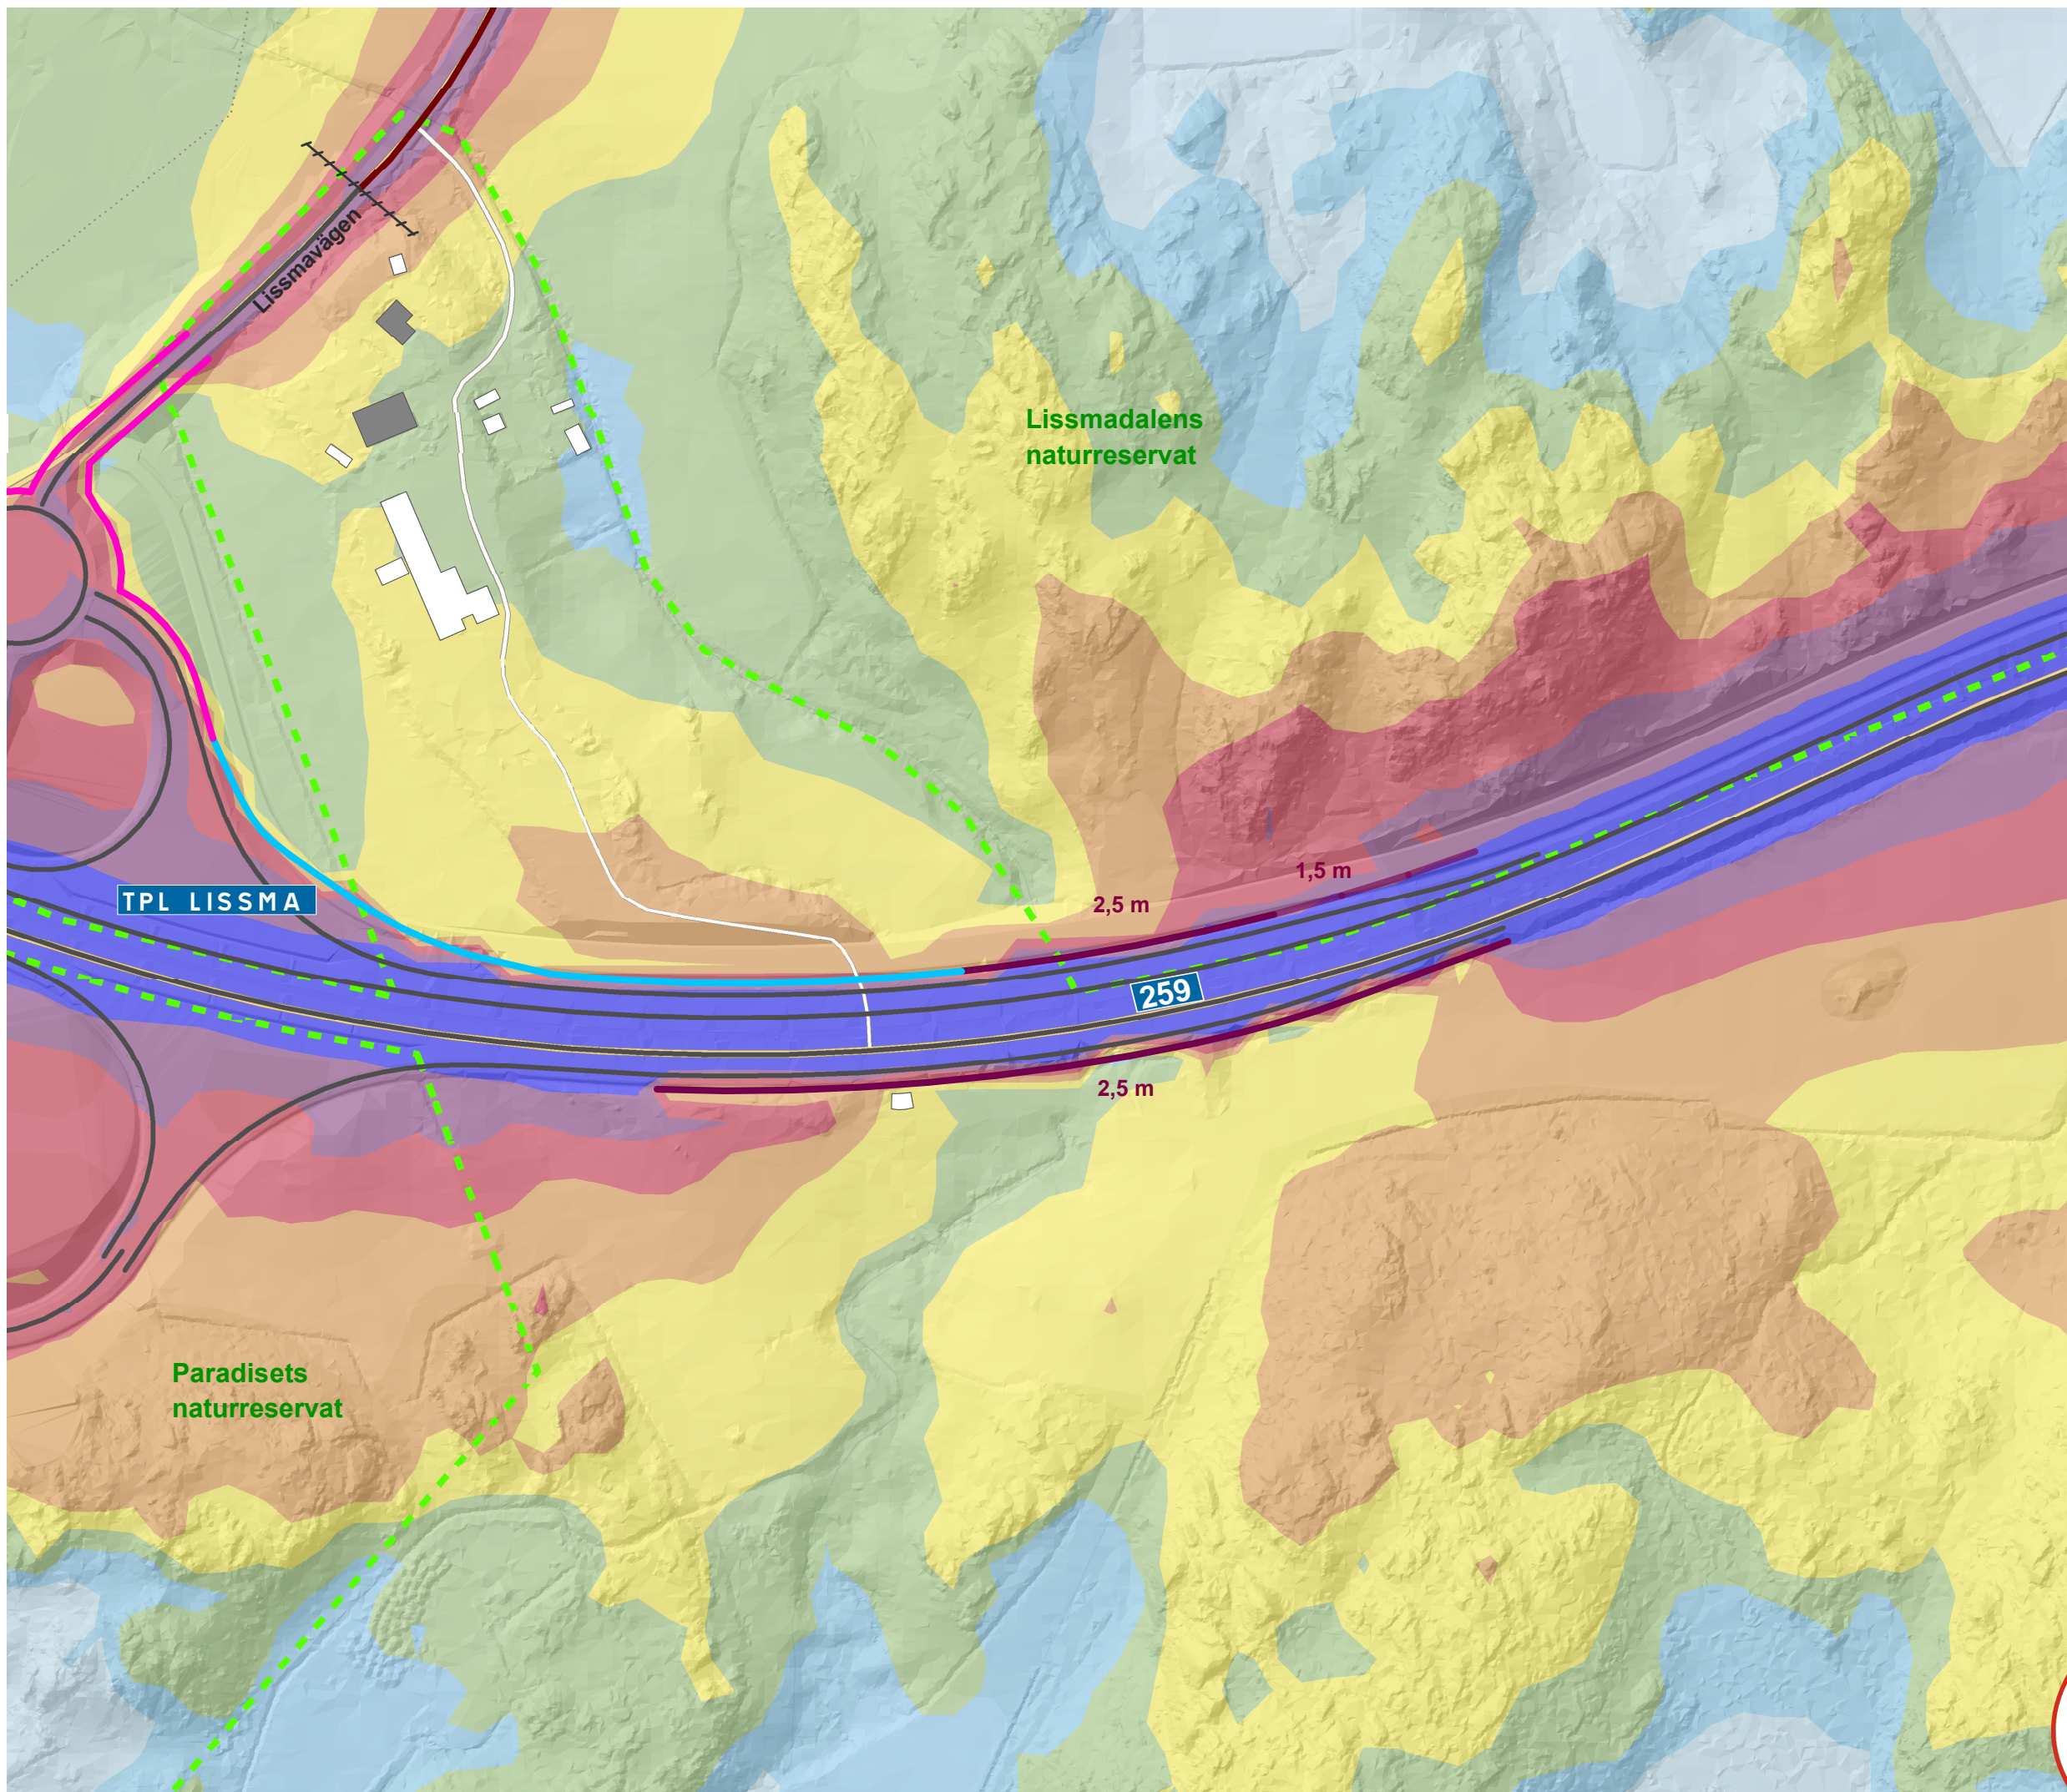 Lissmavägen
Lissmadalens
naturreservat
1,5 m
TPL LISSMA
2,5 m
259
2,5 m
Paradisets
naturreservat